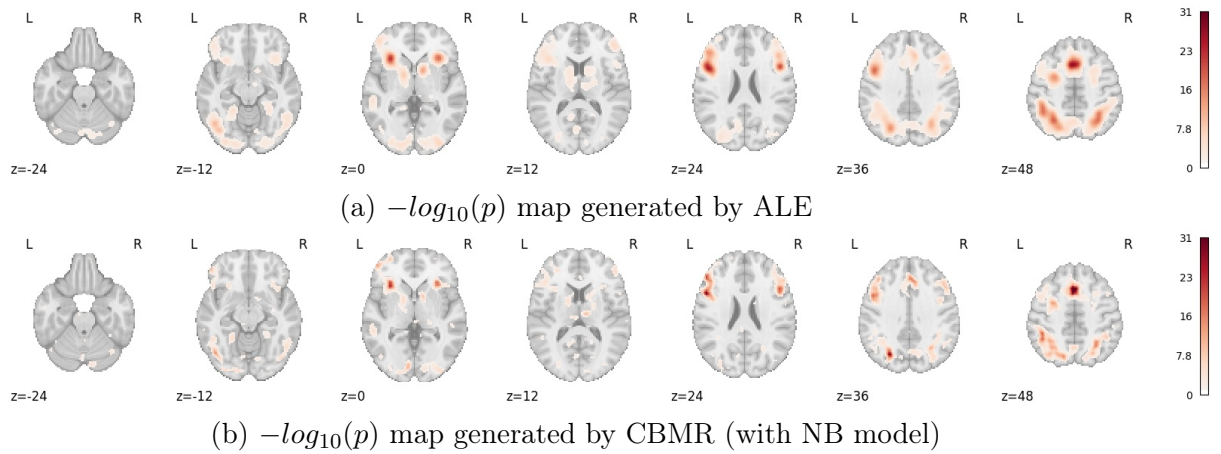 L R L R L R L R L R L R L R 31
23
16
7.8
0
z=-24 z=-12 z=0 z=12 z=24 z=36 z=48
(a) −log10(p) map generated by ALE
L R L R L R L R L R L R L R 31
23
16
7.8
0
z=-24 z=-12 z=0 z=12 z=24 z=36 z=48
(b) −log10(p) map generated by CBMR (with NB model)